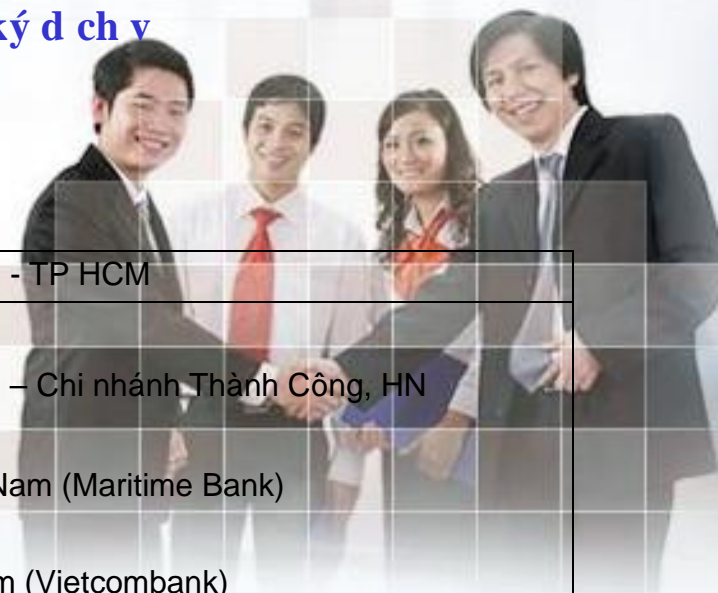 ký d ch v
- TP HCM
– Chi nhánh Thành Công, HN
Nam (Maritime Bank)
m (Vietcombank)